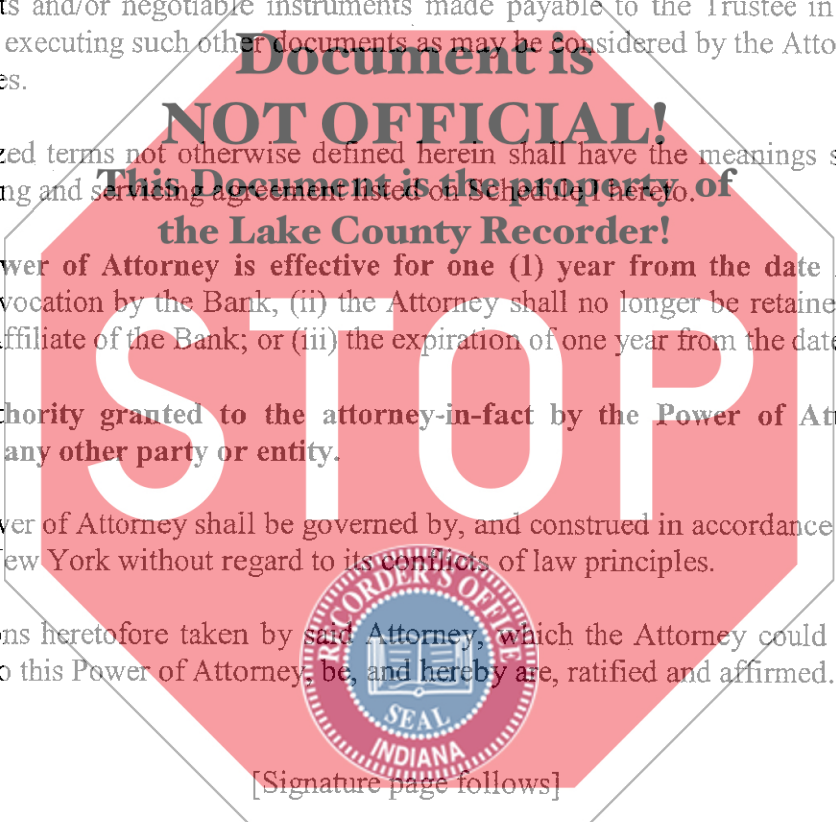 ts and/or negotiable instruments made payable to the Trustee in
executing such other documents as may be considered by the Atto
es.
Document is
NOT OFFICIAL!
zed terms not otherwise defined herein shall have the meanings s
This Document is the property of
ng and servicing agreement listed on Schedule I hereto.
the Lake County Recorder!
wer of Attorney is effective for one (1) year from the date
vocation by the Bank, (ii) the Attorney shall no longer be retaine
ffiliate of the Bank; or (iii) the expiration of one year from the date
STOP
thority granted to the attorney-in-fact by the Power of At
any other party or entity.
ver of Attorney shall be governed by, and construed in accordance
ew York without regard to its conflicts of law principles.
RECORDER'S OFFICE
ns heretofore taken by said Attorney, which the Attorney could
o this Power of Attorney, be, and hereby are, ratified and affirmed.
SEAL
INDIANA
[Signature page follows]